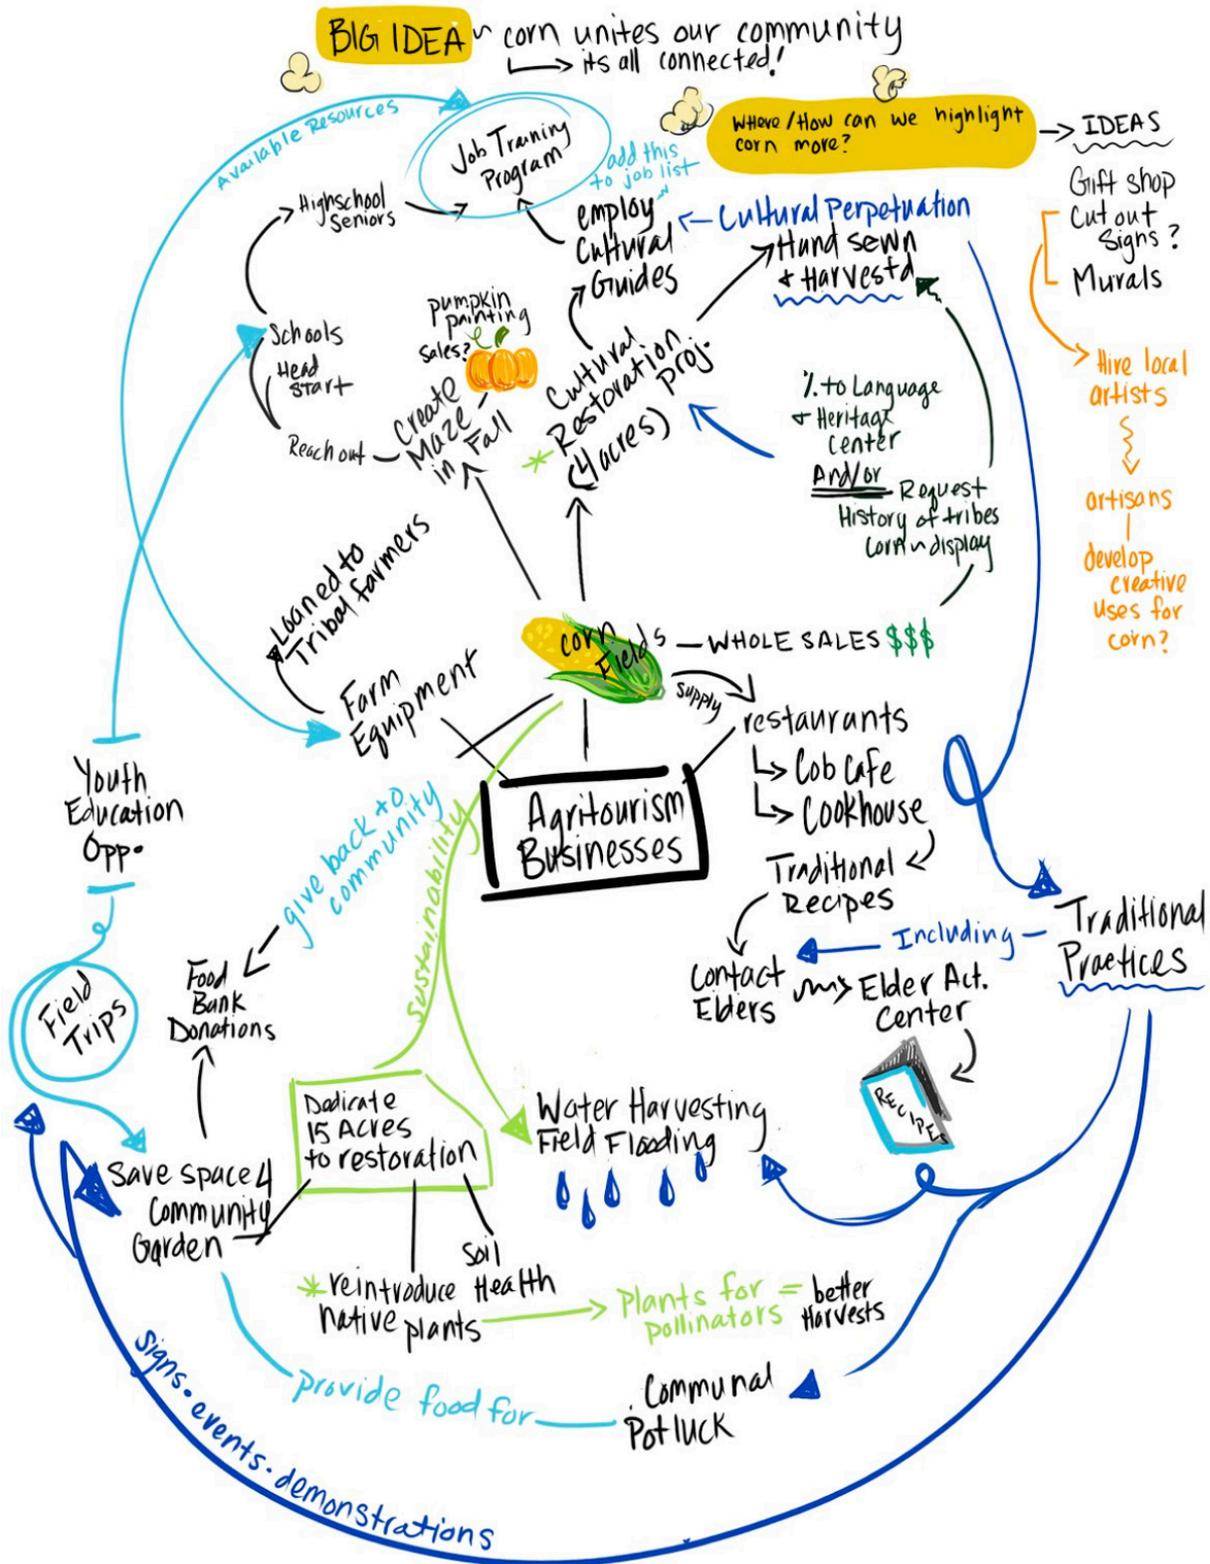 BIG IDEA
corn unites our community
its all connected!
Available Resources
Job Training
Program
add this
to job list
Where/How can we highlight
corn more?
IDEAS
Gift shop
Cut out
Signs?
Murals
Hire local
artists
artisans
develop
creative
uses for
corn?
Highschool
Seniors
employ
Cultural
Guides
Cultural Perpetuation
Hand sewn
+ Harvest'd
Schools
Head
Start
Reach out
pumpkin
painting
Sales?
Create
Maze
in Fall
Cultural
* Restoration
Proj.
(4 acres)
% to Language
+ Heritage
Center
And/or
Request
History of tribes
Corn n display
Loaned to
Tribal farmers
Farm
Equipment
corn
Fields
WHOLE SALES $$$
Supply
restaurants
Cob Cafe
Cookhouse
Traditional
Recipes
Contact
Elders
Elder Act.
Center
RECIPES
Including
Traditional
Practices
Agritourism
Businesses
Youth
Education
Opp.
give back to
community
Sustainability
Field
Trips
Food
Bank
Donations
Dedicate
15 Acres
to restoration
Water Harvesting
Field Flooding
Save space 4
Community
Garden
Soil
Health
* reintroduce
native plants
Plants for
pollinators
= better
Harvests
provide food for
Communal
Potluck
Signs • events • demonstrations